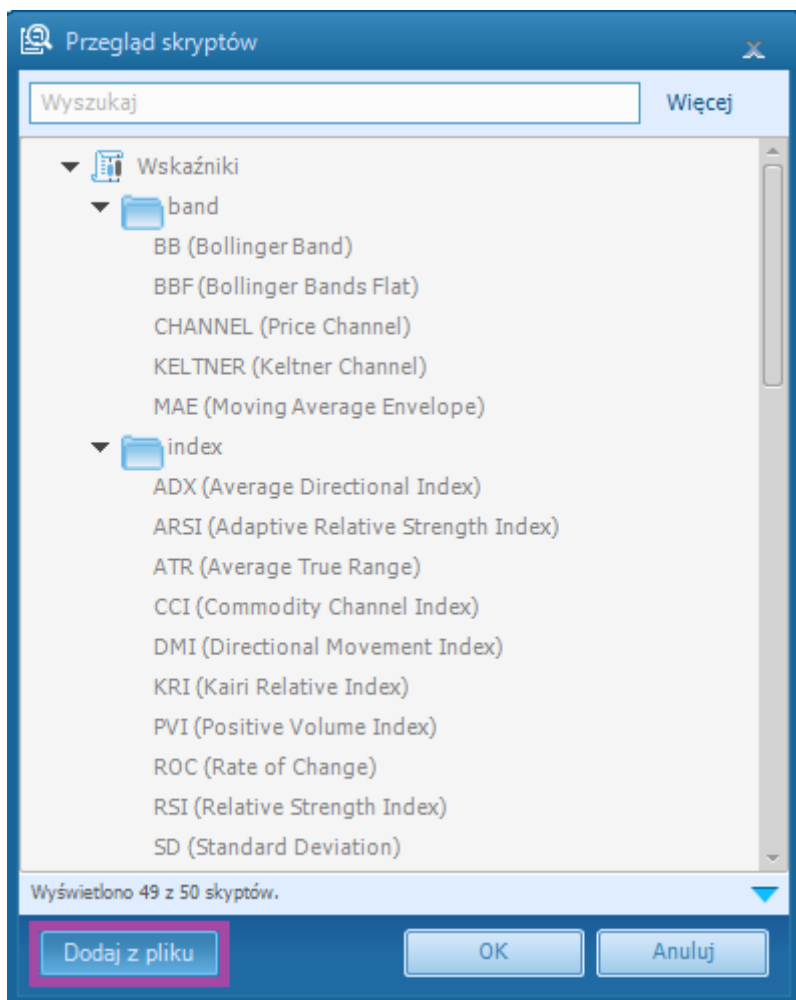 Przegląd skryptów
x
Wyszukaj
Więcej
Wskaźniki
band
BB (Bollinger Band)
BBF (Bollinger Bands Flat)
CHANNEL (Price Channel)
KELTNER (Keltner Channel)
MAE (Moving Average Envelope)
index
ADX (Average Directional Index)
ARSI (Adaptive Relative Strength Index)
ATR (Average True Range)
CCI (Commodity Channel Index)
DMI (Directional Movement Index)
KRI (Kairi Relative Index)
PVI (Positive Volume Index)
ROC (Rate of Change)
RSI (Relative Strength Index)
SD (Standard Deviation)
Wyświetlono 49 z 50 skyptów.
Dodaj z pliku
OK
Anuluj